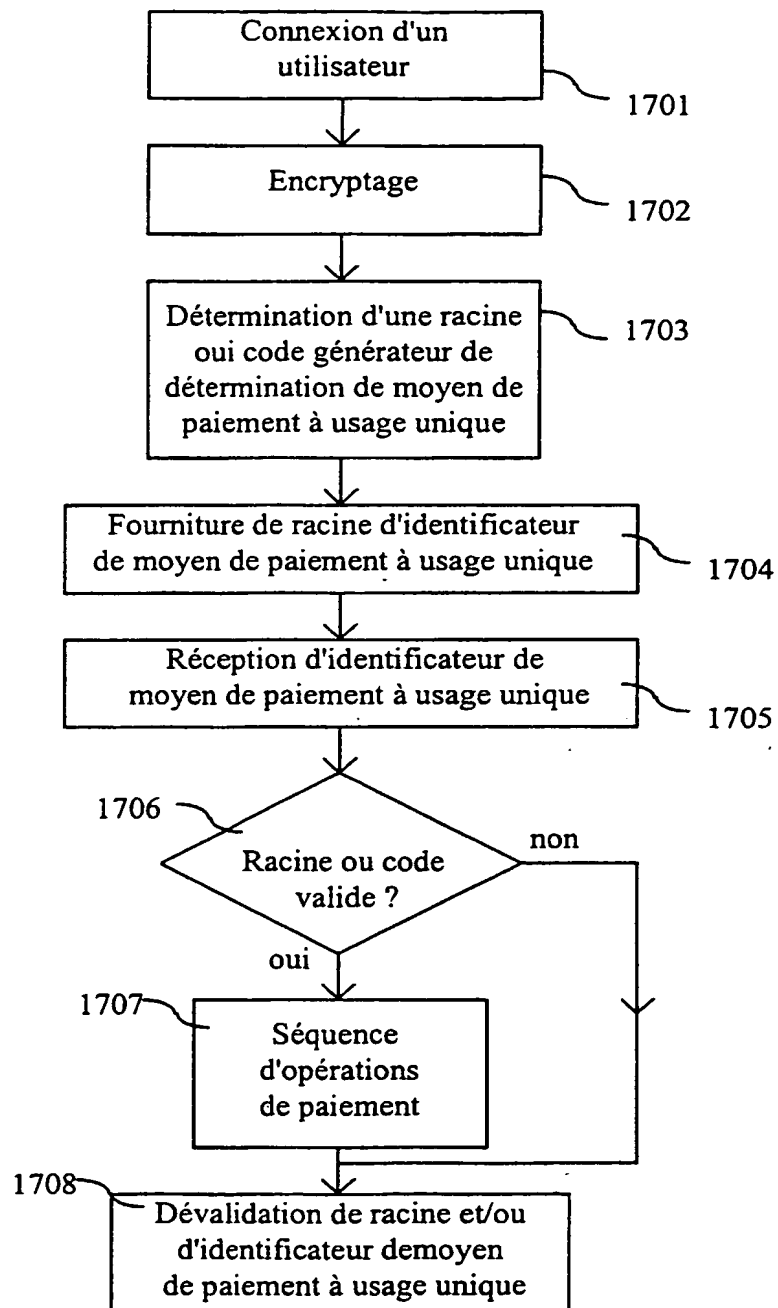 Connexion d'un
utilisateur
1701
Encryptage
1702
Détermination d'une racine
oui code générateur de
détermination de moyen de
paiement à usage unique
1703
Fourniture de racine d'identificateur
de moyen de paiement à usage unique
1704
Réception d'identificateur de
moyen de paiement à usage unique
1705
1706
Racine ou code
valide ?
non
oui
1707
Séquence
d'opérations
de paiement
1708
Dévalidation de racine et/ou
d'identificateur demoyen
de paiement à usage unique